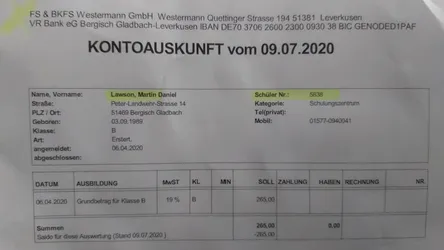 FS & BKFS Westermann GmbH Westermann Quettinger Strasse 194 51381 Leverkusen
VR Bank eG Bergisch Gladbach-Leverkusen IBAN DE70 3706 2600 2300 0930 38 BIC GENODED1PAF
KONTOAUSKUNFT vom 09.07.2020
Name, Vorname: Lawson, Martin Daniel Schüler Nr.: 5839
Straße: Peter-Landwehr-Strasse 14 Kategorie: Schulungszentrum
PLZ / Ort: 51469 Bergisch Gladbach Tel(privat):
Geboren: 03.09.1989 Mobil: 01577-0940041
Klasse: B
Art: Erstert.
angemeldet: 06.04.2020
abgeschlossen:
DATUM AUSBILDUNG MwST KL MIN SOLL ZAHLUNG HABEN RECHNUNG NR.
06.04.2020 Grundbetrag für Klasse B 19 % B 265,00
Summen 265,00 0,00
Saldo für diese Auswertung (Stand 09.07.2020) -265,00